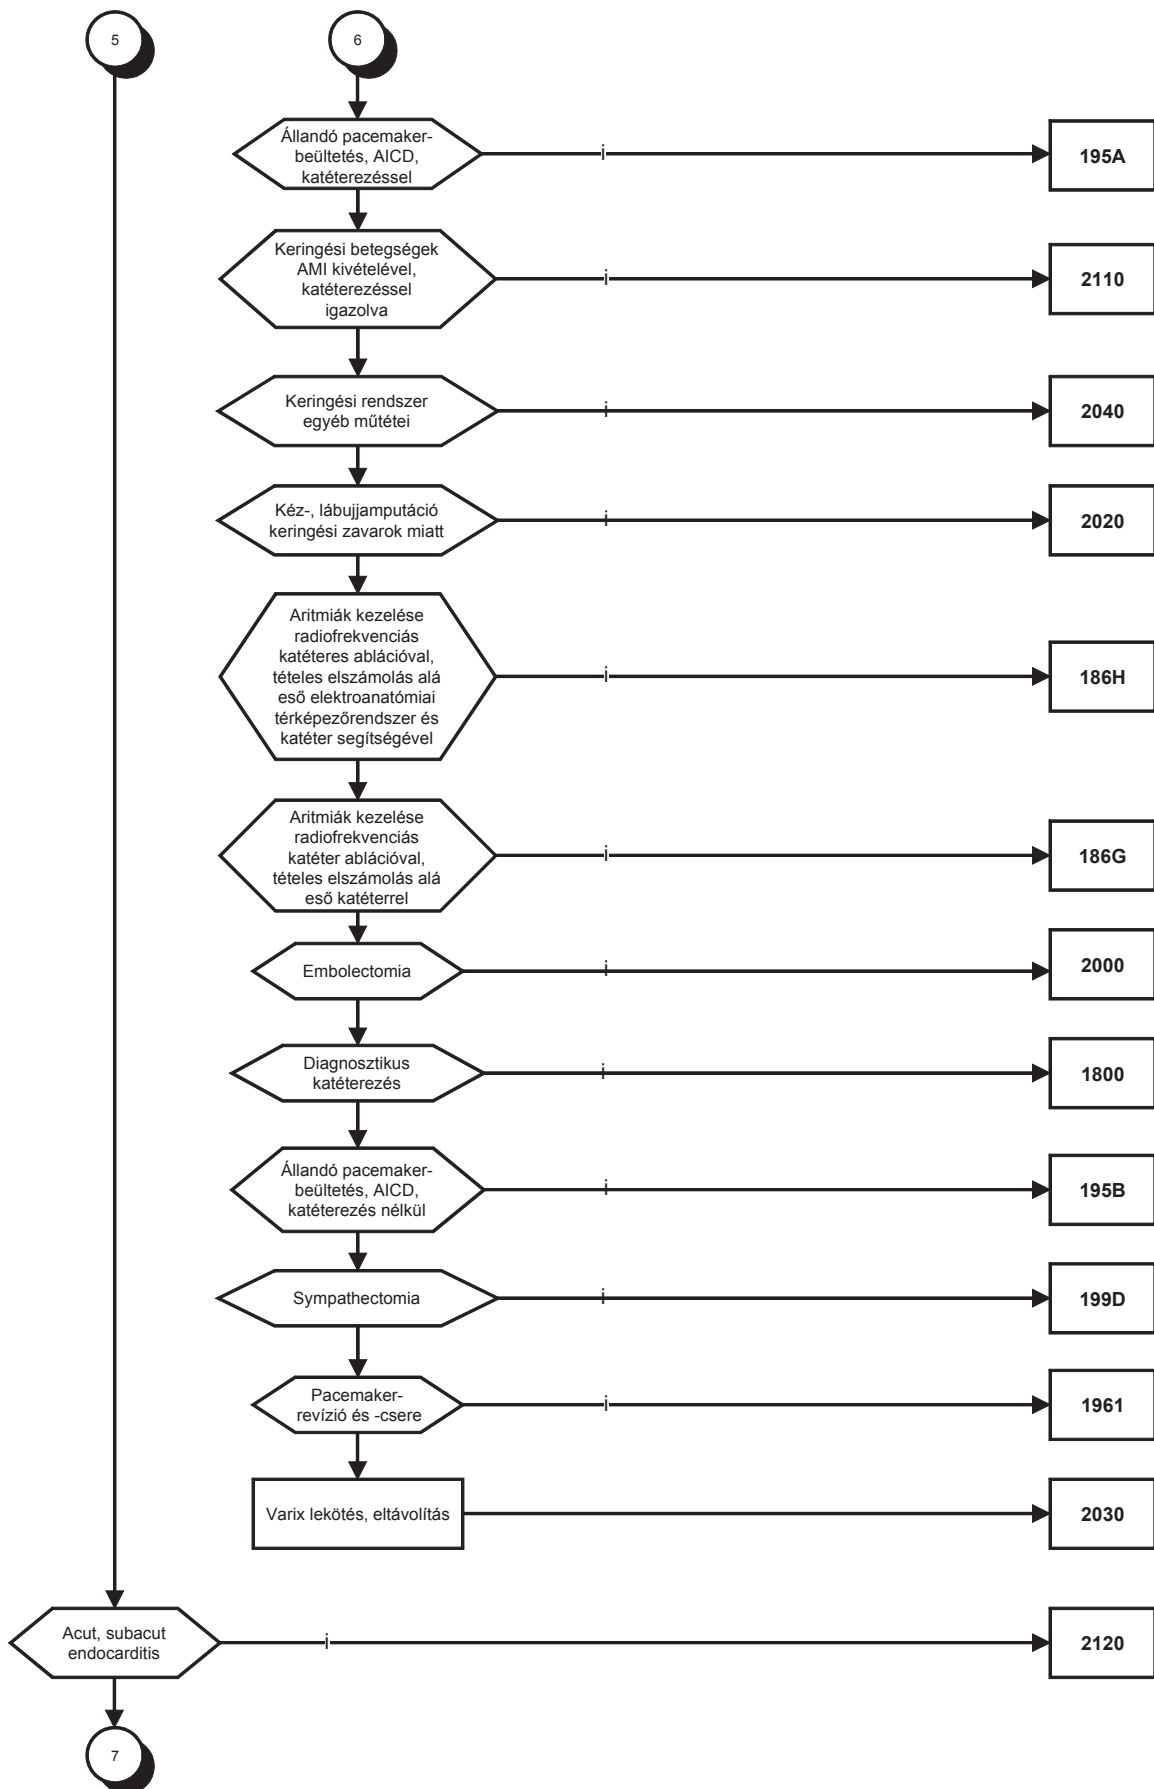 5
6
Állandó pacemaker-
beültetés, AICD,
katéterezéssel
i
195A
Keringési betegségek
AMI kivételével,
katéterezéssel
igazolva
i
2110
Keringési rendszer
egyéb műtétei
i
2040
Kéz-, lábujjamputáció
keringési zavarok miatt
i
2020
Aritmiák kezelése
radiofrekvenciás
katéteres ablációval,
tételes elszámolás alá
eső elektroanatómiai
térképezőrendszer és
katéter segítségével
i
186H
Aritmiák kezelése
radiofrekvenciás
katéter ablációval,
tételes elszámolás alá
eső katéterrel
i
186G
Embolectomia
i
2000
Diagnosztikus
katéterezés
i
1800
Állandó pacemaker-
beültetés, AICD,
katéterezés nélkül
i
195B
Sympathectomia
i
199D
Pacemaker-
revízió és -csere
i
1961
Varix lekötés, eltávolítás
2030
Acut, subacut
endocarditis
i
2120
7